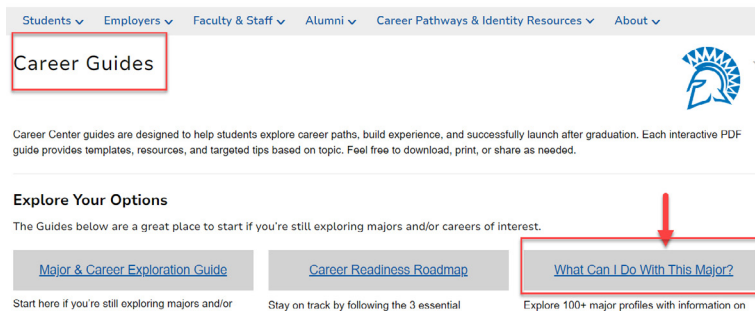 Students Employers Faculty & Staff Alumni Career Pathways & Identity Resources About
Career Guides
Career Center guides are designed to help students explore career paths, build experience, and successfully launch after graduation. Each interactive PDF
guide provides templates, resources, and targeted tips based on topic. Feel free to download, print, or share as needed.
Explore Your Options
The Guides below are a great place to start if you're still exploring majors and/or careers of interest.
Major & Career Exploration Guide
Career Readiness Roadmap
What Can I Do With This Major?
Start here if you're still exploring majors and/or
Stay on track by following the 3 essential
Explore 100+ major profiles with information on